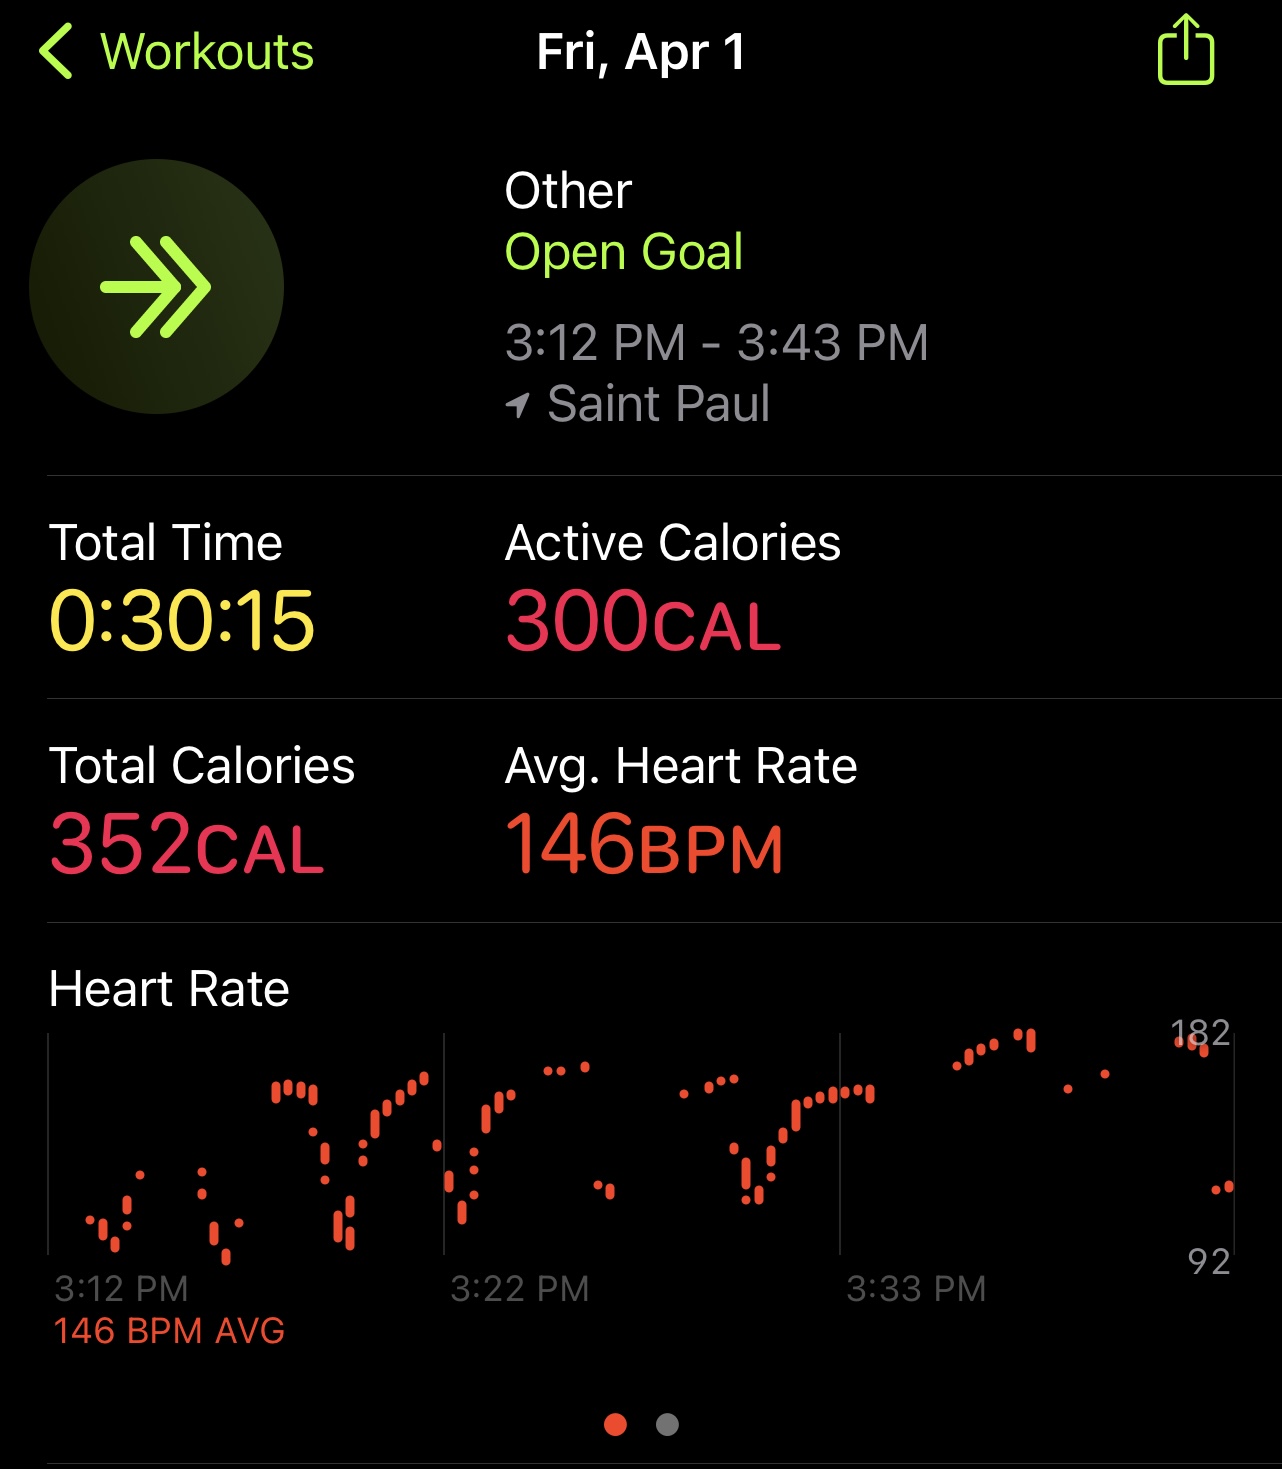 Workouts
Fri, Apr 1
Other
Open Goal
3:12 PM - 3:43 PM
Saint Paul
Total Time
0:30:15
Active Calories
300CAL
Total Calories
352CAL
Avg. Heart Rate
146BPM
Heart Rate
182
92
3:12 PM
3:22 PM
3:33 PM
146 BPM AVG